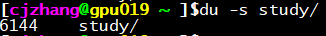 [cjzhang@gpu019 ~ ]$du -s study/
6144    study/